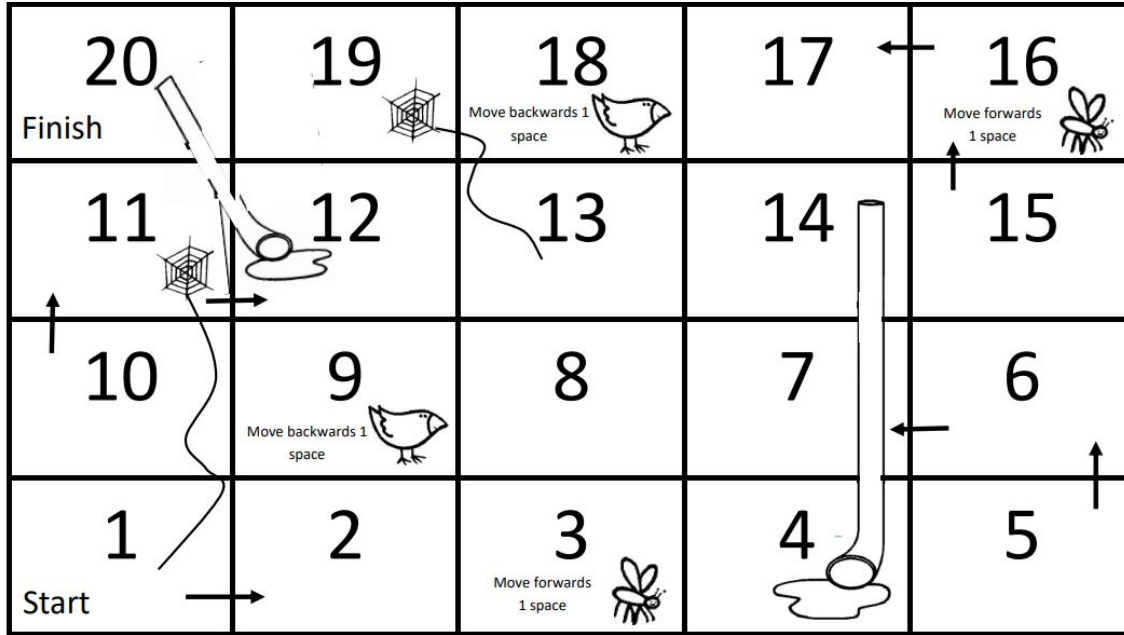 20 19 18 17 16
Finish
Move backwards 1
space
Move forwards
1 space
11 12 13 14 15
10 9 8 7 6
Move backwards 1
space
1 2 3 4 5
Start
Move forwards
1 space